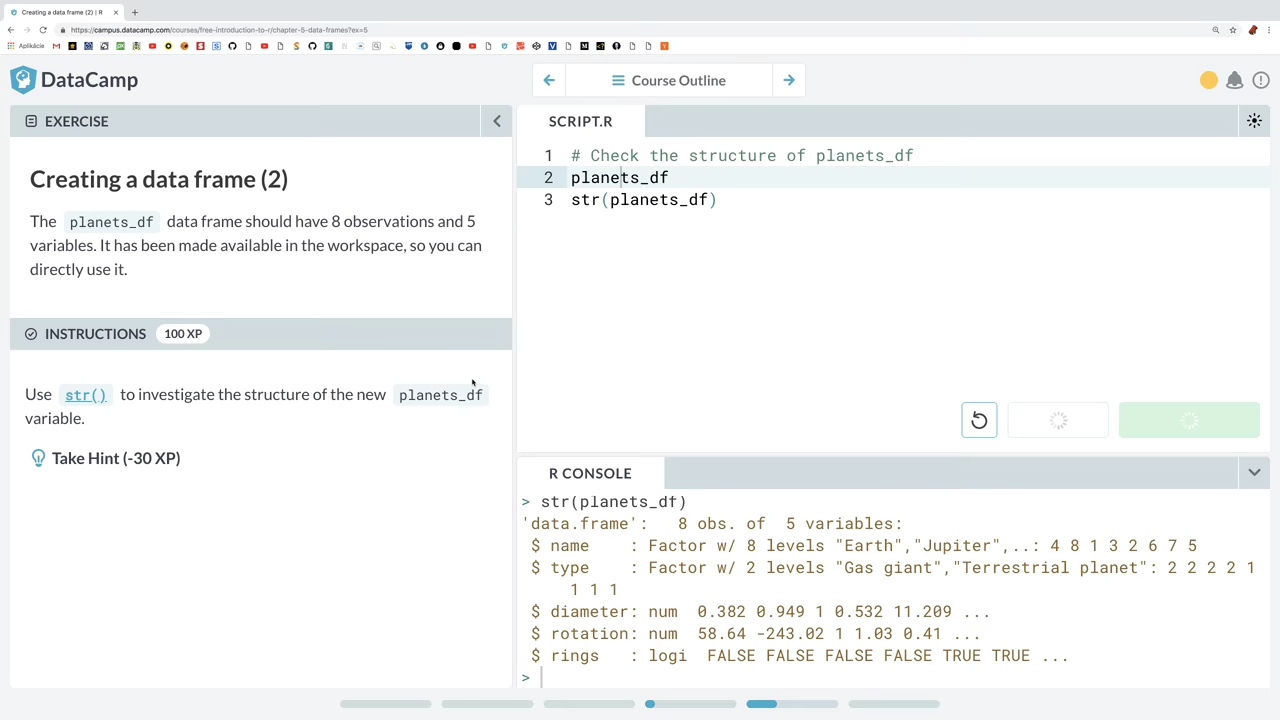 Creating a data frame (2) | R
https://campus.datacamp.com/courses/free-introduction-to-r/chapter-5-data-frames?ex=5
Aplikácie
DataCamp
Course Outline
EXERCISE
Creating a data frame (2)
The planets_df data frame should have 8 observations and 5
variables. It has been made available in the workspace, so you can
directly use it.
INSTRUCTIONS 100 XP
Use str() to investigate the structure of the new planets_df
variable.
Take Hint (-30 XP)
SCRIPT.R
1 # Check the structure of planets_df
2 planets_df
3 str(planets_df)
R CONSOLE
> str(planets_df)
'data.frame': 8 obs. of 5 variables:
$ name : Factor w/ 8 levels "Earth","Jupiter",..: 4 8 1 3 2 6 7 5
$ type : Factor w/ 2 levels "Gas giant","Terrestrial planet": 2 2 2 2 1
1 1 1
$ diameter: num 0.382 0.949 1 0.532 11.209 ...
$ rotation: num 58.64 -243.02 1 1.03 0.41 ...
$ rings : logi FALSE FALSE FALSE FALSE TRUE TRUE ...
>